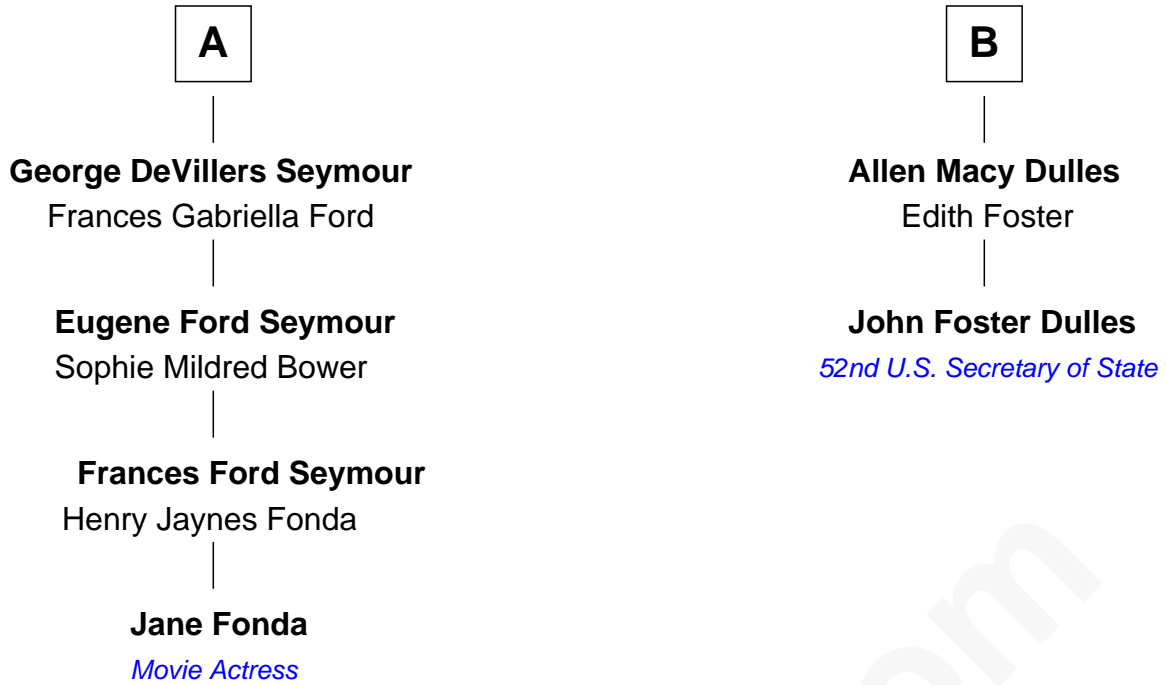 A
George DeVillers Seymour
Frances Gabriella Ford
Eugene Ford Seymour
Sophie Mildred Bower
Frances Ford Seymour
Henry Jaynes Fonda
Jane Fonda
Movie Actress
B
Allen Macy Dulles
Edith Foster
John Foster Dulles
52nd U.S. Secretary of State
om